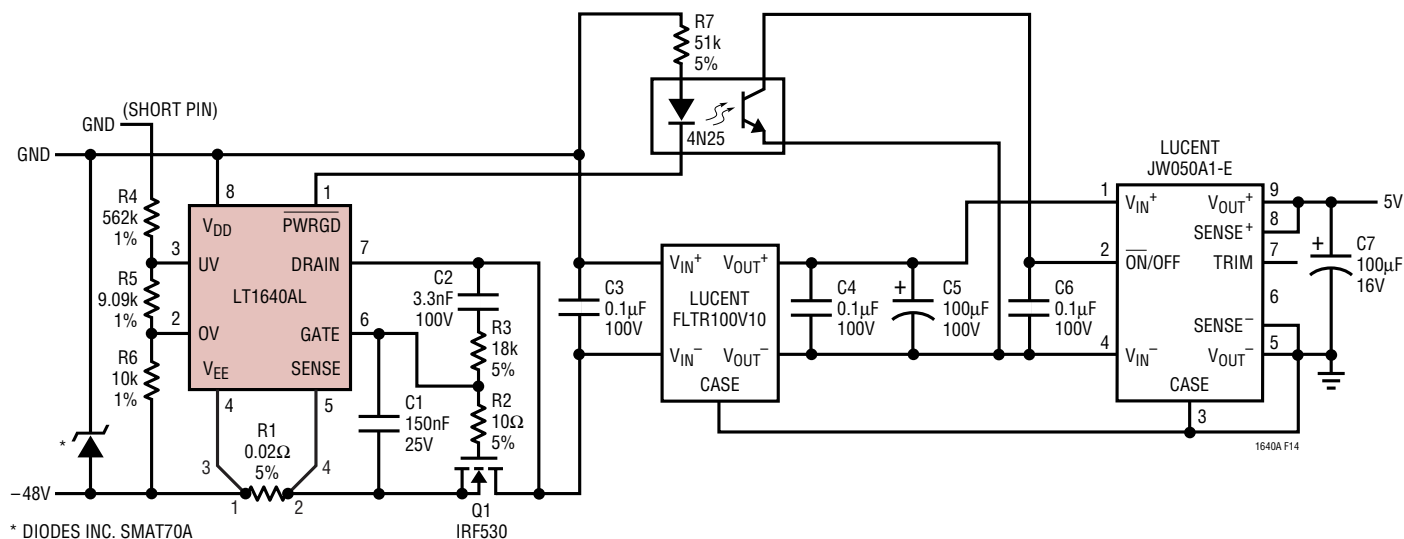 R7
51k
5%
4N25
(SHORT PIN)
GND
GND
R4
562k
1%
R5
9.09k
1%
R6
10k
1%
8
1
VDD
PWRGD
3
UV
DRAIN
7
LT1640AL
2
OV
GATE
6
VEE
SENSE
4
5
R1
0.02Ω
5%
3
4
1
2
*
–48V
* DIODES INC. SMAT70A
C1
150nF
25V
C2
3.3nF
100V
R3
18k
5%
R2
10Ω
5%
Q1
IRF530
C3
0.1µF
100V
VIN+
VOUT+
LUCENT
FLTR100V10
VIN–
VOUT–
CASE
C4
0.1µF
100V
+
C5
100µF
100V
C6
0.1µF
100V
LUCENT
JW050A1-E
1
VIN+
VOUT+
9
SENSE+
8
2
ON/OFF
TRIM
7
6
SENSE–
4
VIN–
VOUT–
5
CASE
3
5V
+
C7
100µF
16V
1640A F14